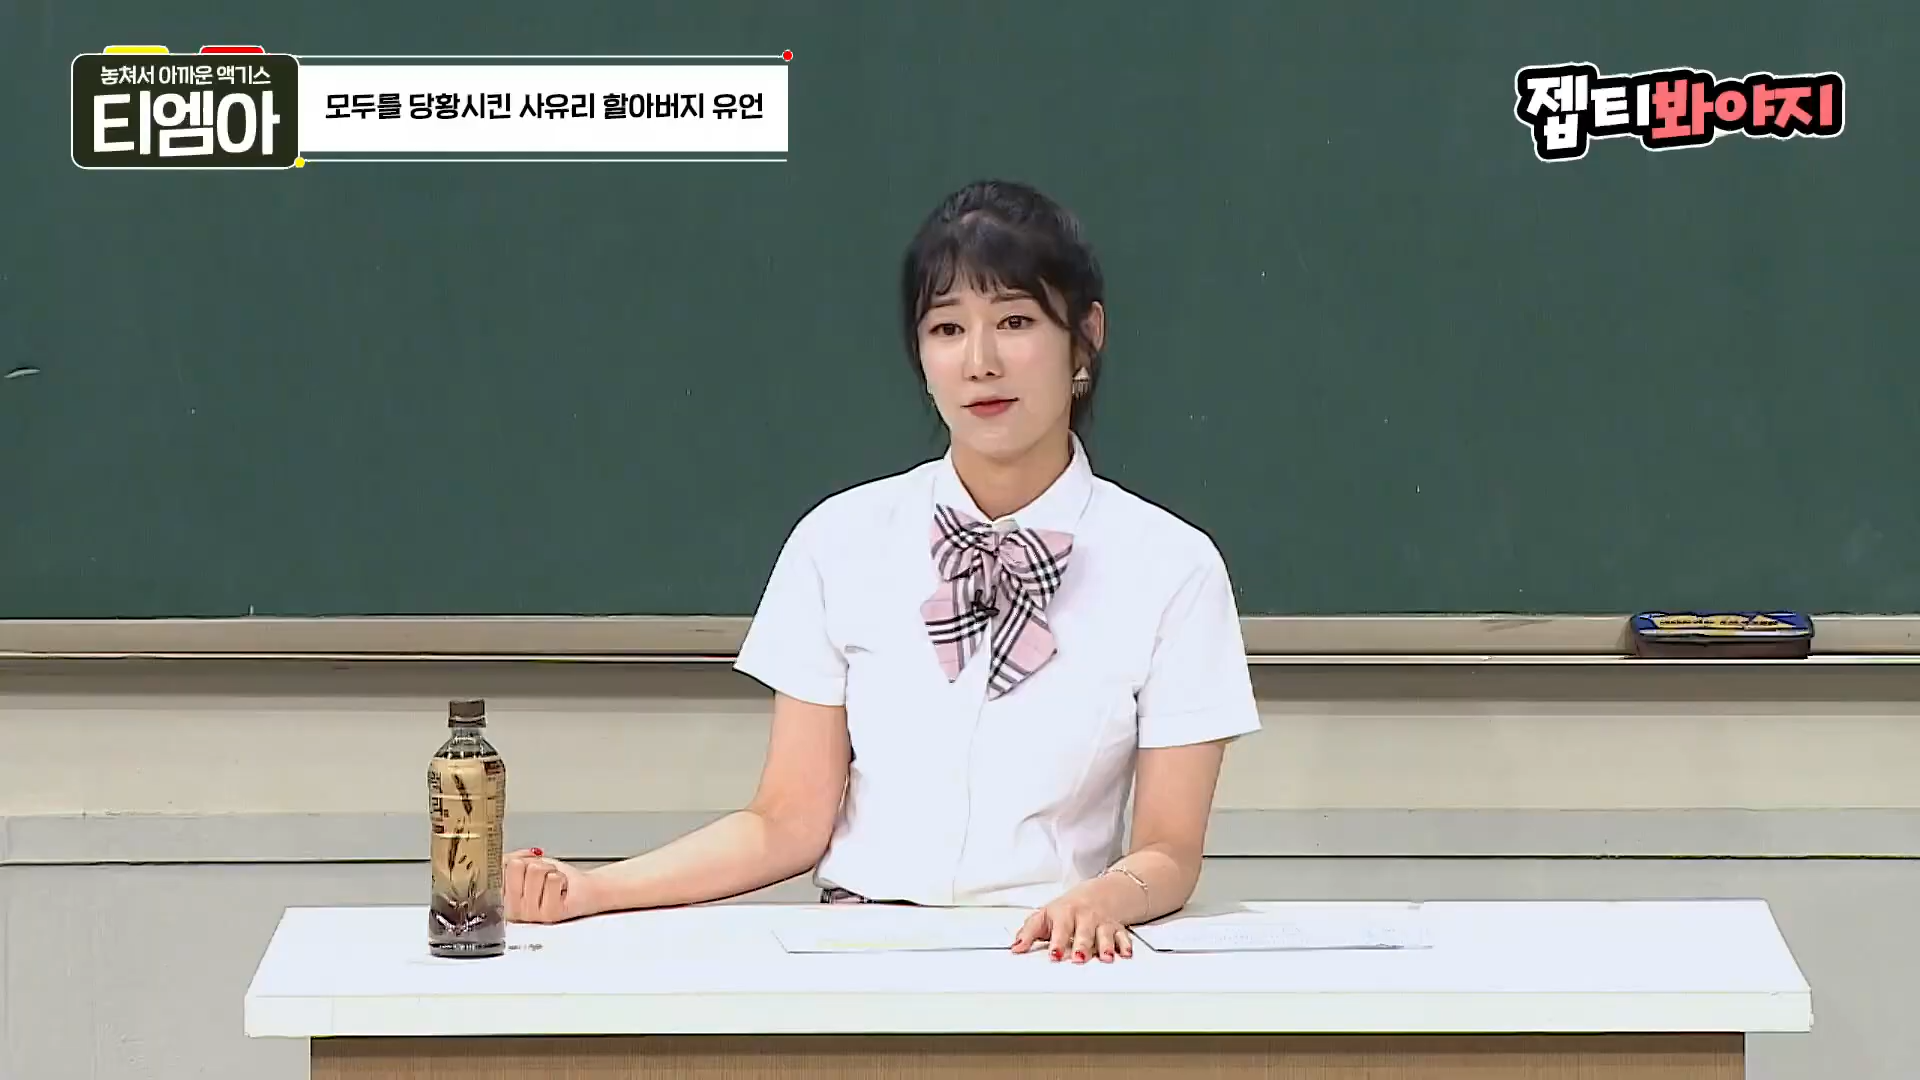 놓쳐서 아까운 액기스
티엠아
모두를 당황시킨 사유리 할아버지 유언
젭티봐야지